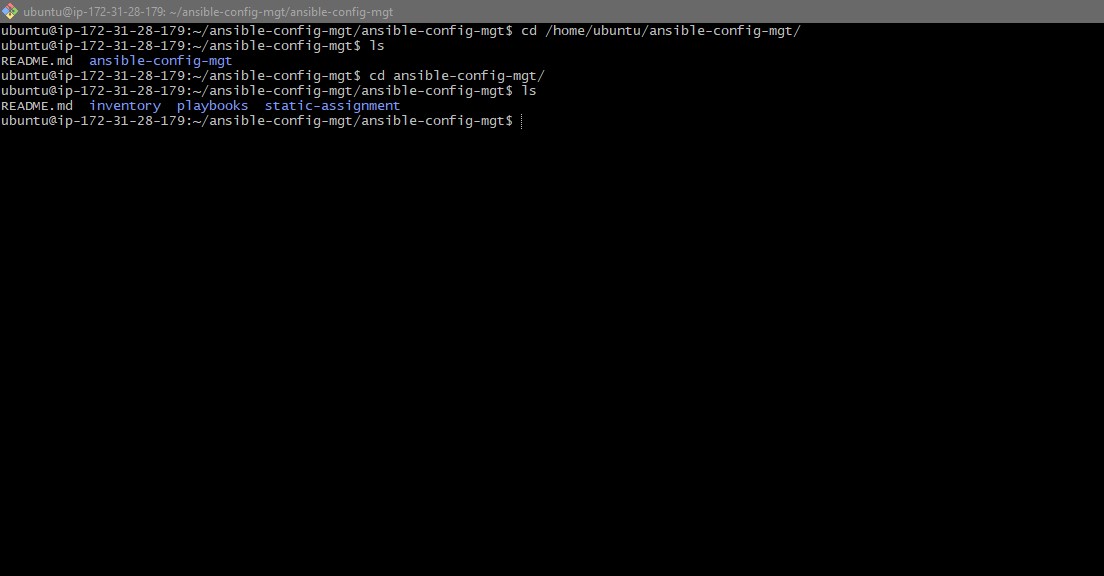 ubuntu@ip-172-31-28-179: ~/ansible-config-mgt/ansible-config-mgt
ubuntu@ip-172-31-28-179:~/ansible-config-mgt/ansible-config-mgt$ cd /home/ubuntu/ansible-config-mgt/
ubuntu@ip-172-31-28-179:~/ansible-config-mgt$ ls
README.md  ansible-config-mgt
ubuntu@ip-172-31-28-179:~/ansible-config-mgt$ cd ansible-config-mgt/
ubuntu@ip-172-31-28-179:~/ansible-config-mgt/ansible-config-mgt$ ls
README.md  inventory  playbooks  static-assignment
ubuntu@ip-172-31-28-179:~/ansible-config-mgt/ansible-config-mgt$